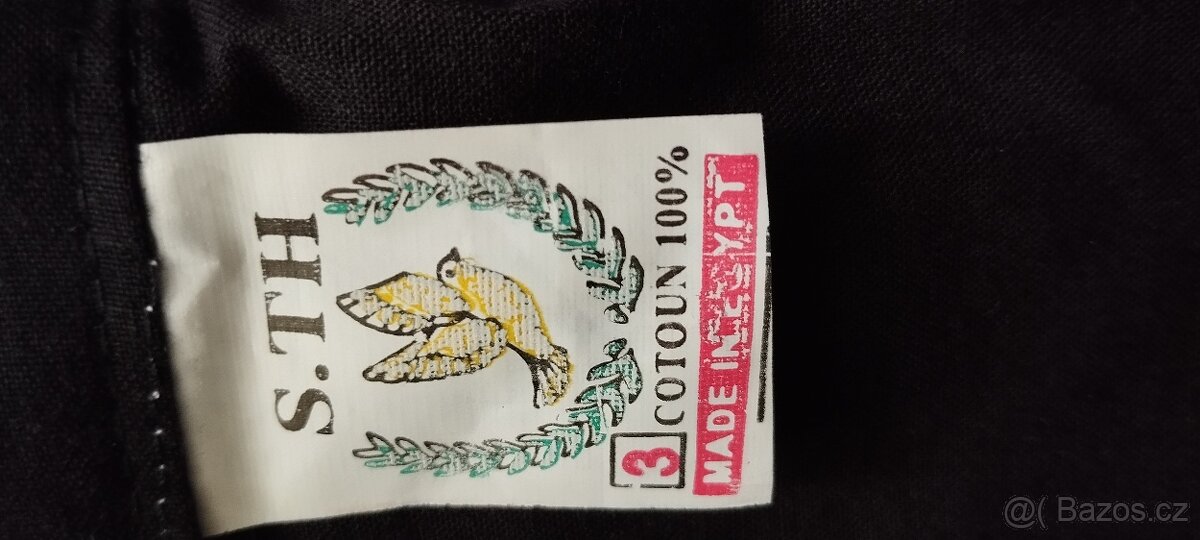 S.TH
3 COTOUN 100%
MADE IN EGYPT
@( Bazos.cz